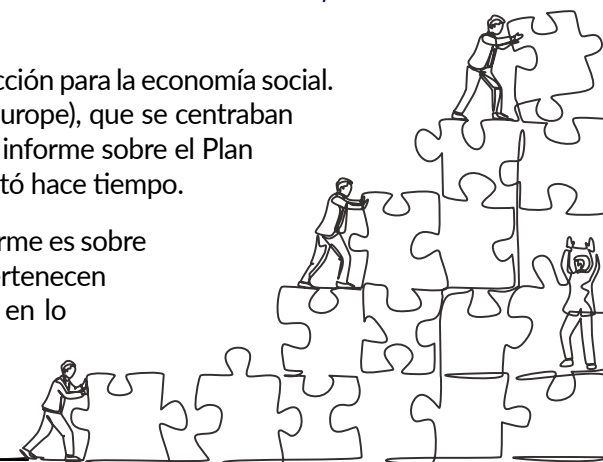 cción para la economía social.
urope), que se centraban
informe sobre el Plan
tó hace tiempo.
rme es sobre
ertenecen
en lo